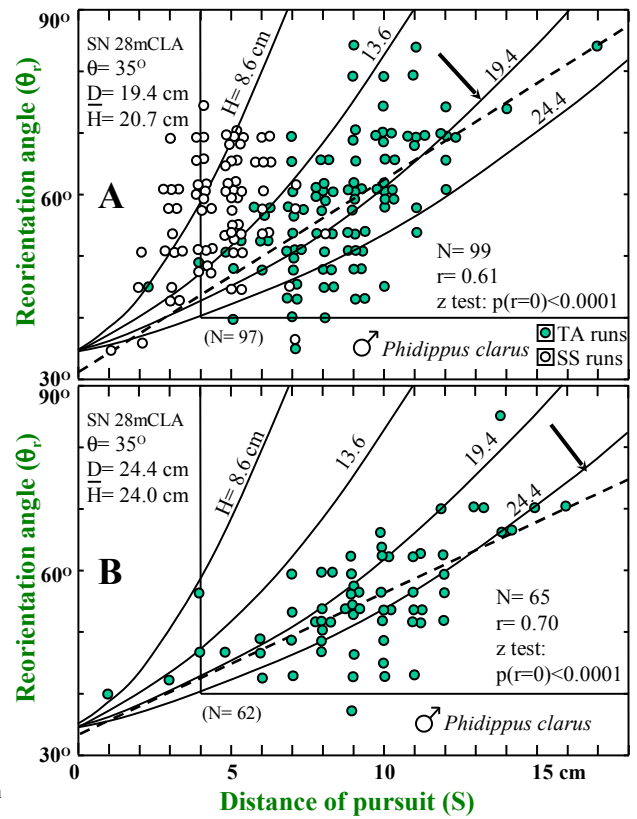 90°
SN 28mCLA
θ= 35°
D= 19.4 cm
H̅= 20.7 cm
H= 8.6 cm
13.6
19.4
24.4
Reorientation angle (θr)
60°
A
N= 99
r= 0.61
z test: p(r=0)<0.0001
(N= 97)
♂ Phidippus clarus
TA runs
SS runs
30°
90°
SN 28mCLA
θ= 35°
D= 24.4 cm
H̅= 24.0 cm
H= 8.6 cm
13.6
19.4
24.4
Reorientation angle (θr)
60°
B
N= 65
r= 0.70
z test:
p(r=0)<0.0001
(N= 62)
♂ Phidippus clarus
30°
0 5 10 15 cm
Distance of pursuit (S)